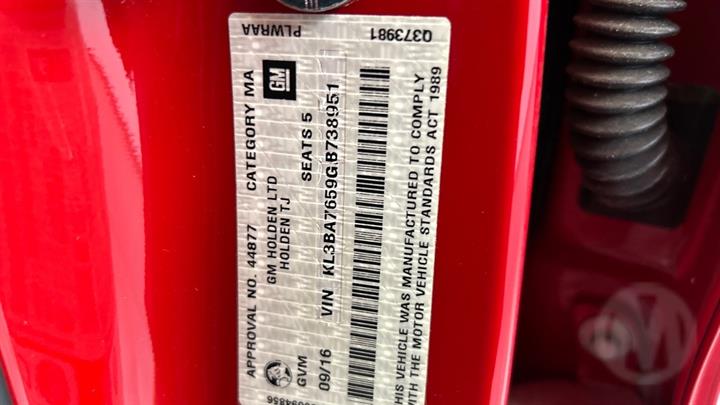 PLWRAA
Q373981
APPROVAL NO. 44877 CATEGORY MA
GM HOLDEN LTD
HOLDEN TJ
GM
SEATS 5
GVM
09/16
VIN KL3BA7659GB738951
THIS VEHICLE WAS MANUFACTURED TO COMPLY
WITH THE MOTOR VEHICLE STANDARDS ACT 1989